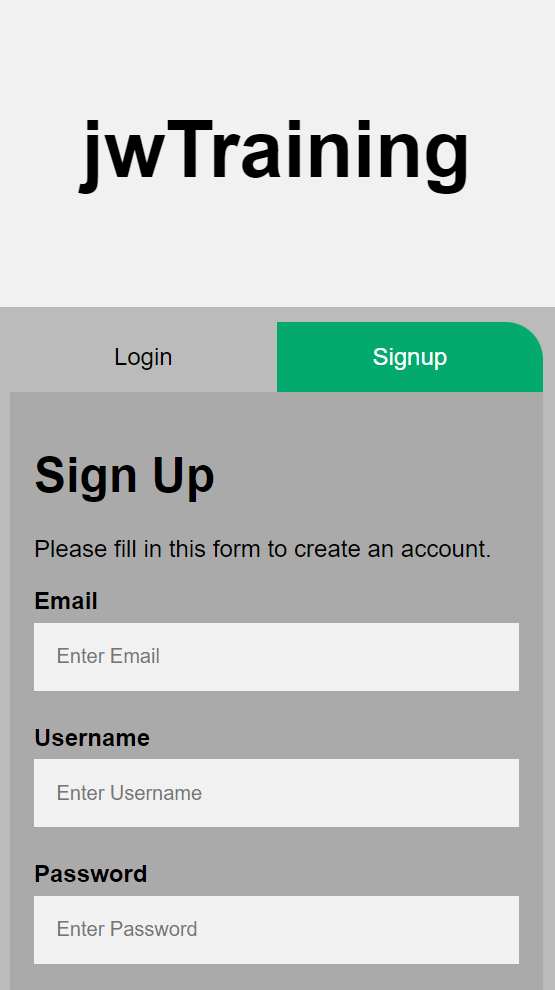 jwTraining
Login
Signup
Sign Up
Please fill in this form to create an account.
Email
Enter Email
Username
Enter Username
Password
Enter Password